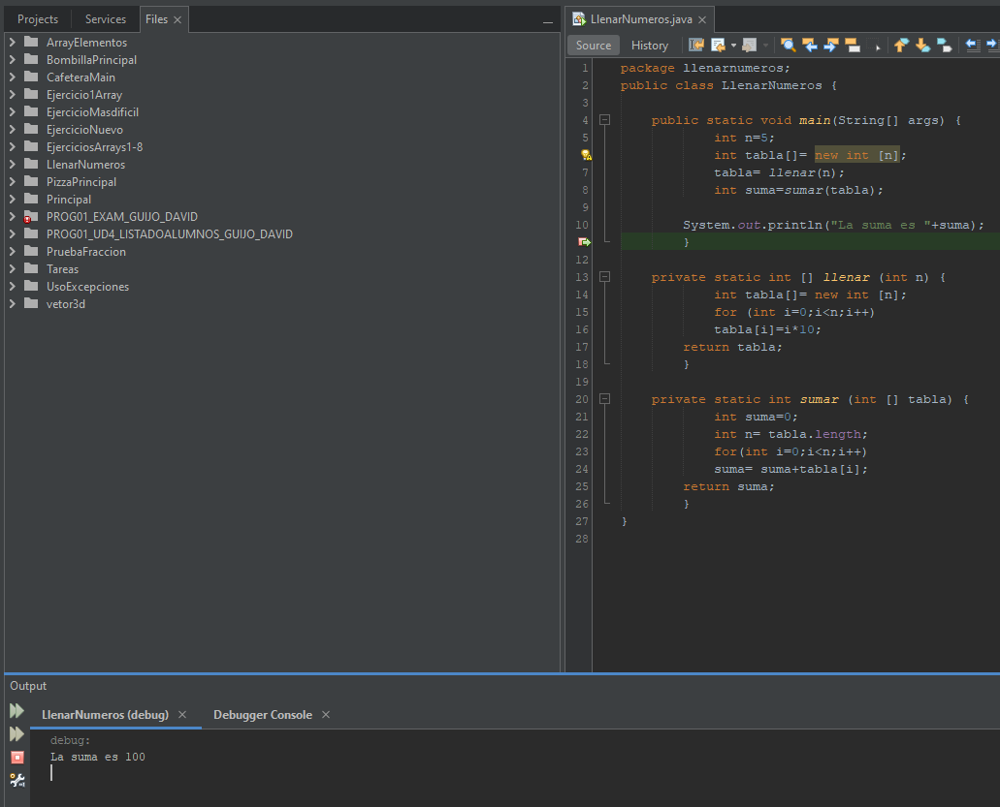 Projects Services Files
ArrayElementos
BombillaPrincipal
CafeteraMain
Ejercicio1Array
EjercicioMasdificil
EjercicioNuevo
EjerciciosArrays1-8
LlenarNumeros
PizzaPrincipal
Principal
PROG01_EXAM_GUIJO_DAVID
PROG01_UD4_LISTADOALUMNOS_GUIJO_DAVID
PruebaFraccion
Tareas
UsoExcepciones
vetor3d
LlenarNumeros.java
Source History
1 package llenarnumeros;
2 public class LlenarNumeros {
3
4 public static void main(String[] args) {
5 int n=5;
int tabla[]= new int [n];
7 tabla= llenar(n);
8 int suma=sumar(tabla);
9
10 System.out.println("La suma es "+suma);
}
12
13 private static int [] llenar (int n) {
14 int tabla[]= new int [n];
15 for (int i=0;i<n;i++)
16 tabla[i]=i*10;
17 return tabla;
18 }
19
20 private static int sumar (int [] tabla) {
21 int suma=0;
22 int n= tabla.length;
23 for(int i=0;i<n;i++)
24 suma= suma+tabla[i];
25 return suma;
26 }
27 }
28
Output
LlenarNumeros (debug) Debugger Console
debug:
La suma es 100